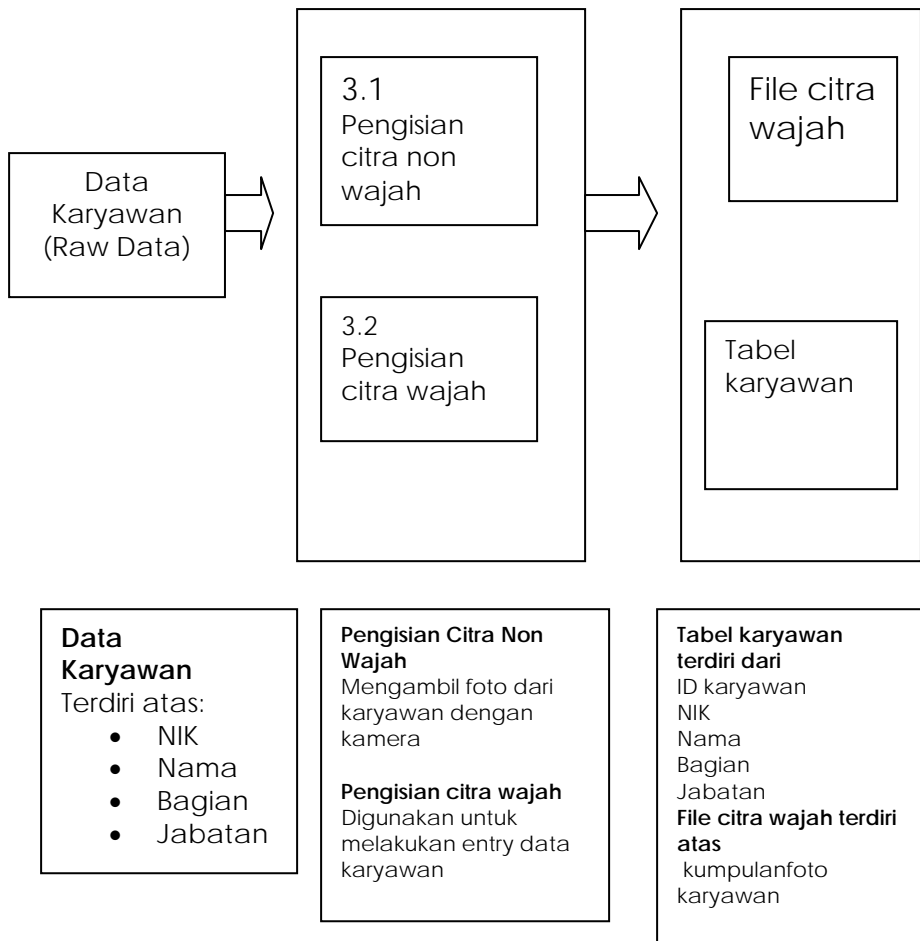 Data
Karyawan
(Raw Data)
3.1
Pengisian
citra non
wajah
3.2
Pengisian
citra wajah
File citra
wajah
Tabel
karyawan
Data
Karyawan
Terdiri atas:
• NIK
• Nama
• Bagian
• Jabatan
Pengisian Citra Non
Wajah
Mengambil foto dari
karyawan dengan
kamera
Pengisian citra wajah
Digunakan untuk
melakukan entry data
karyawan
Tabel karyawan
terdiri dari
ID karyawan
NIK
Nama
Bagian
Jabatan
File citra wajah terdiri
atas
kumpulanfoto
karyawan